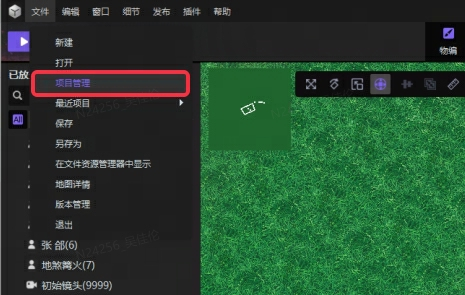 文件 编辑 窗口 细节 发布 插件 帮助
新建
物编
打开
已放
项目管理
最近项目
保存
All
另存为
在文件资源管理器中显示
地图详情
版本管理
退出
张郃(6)
地煞篝火(7)
初始镜头(9999)